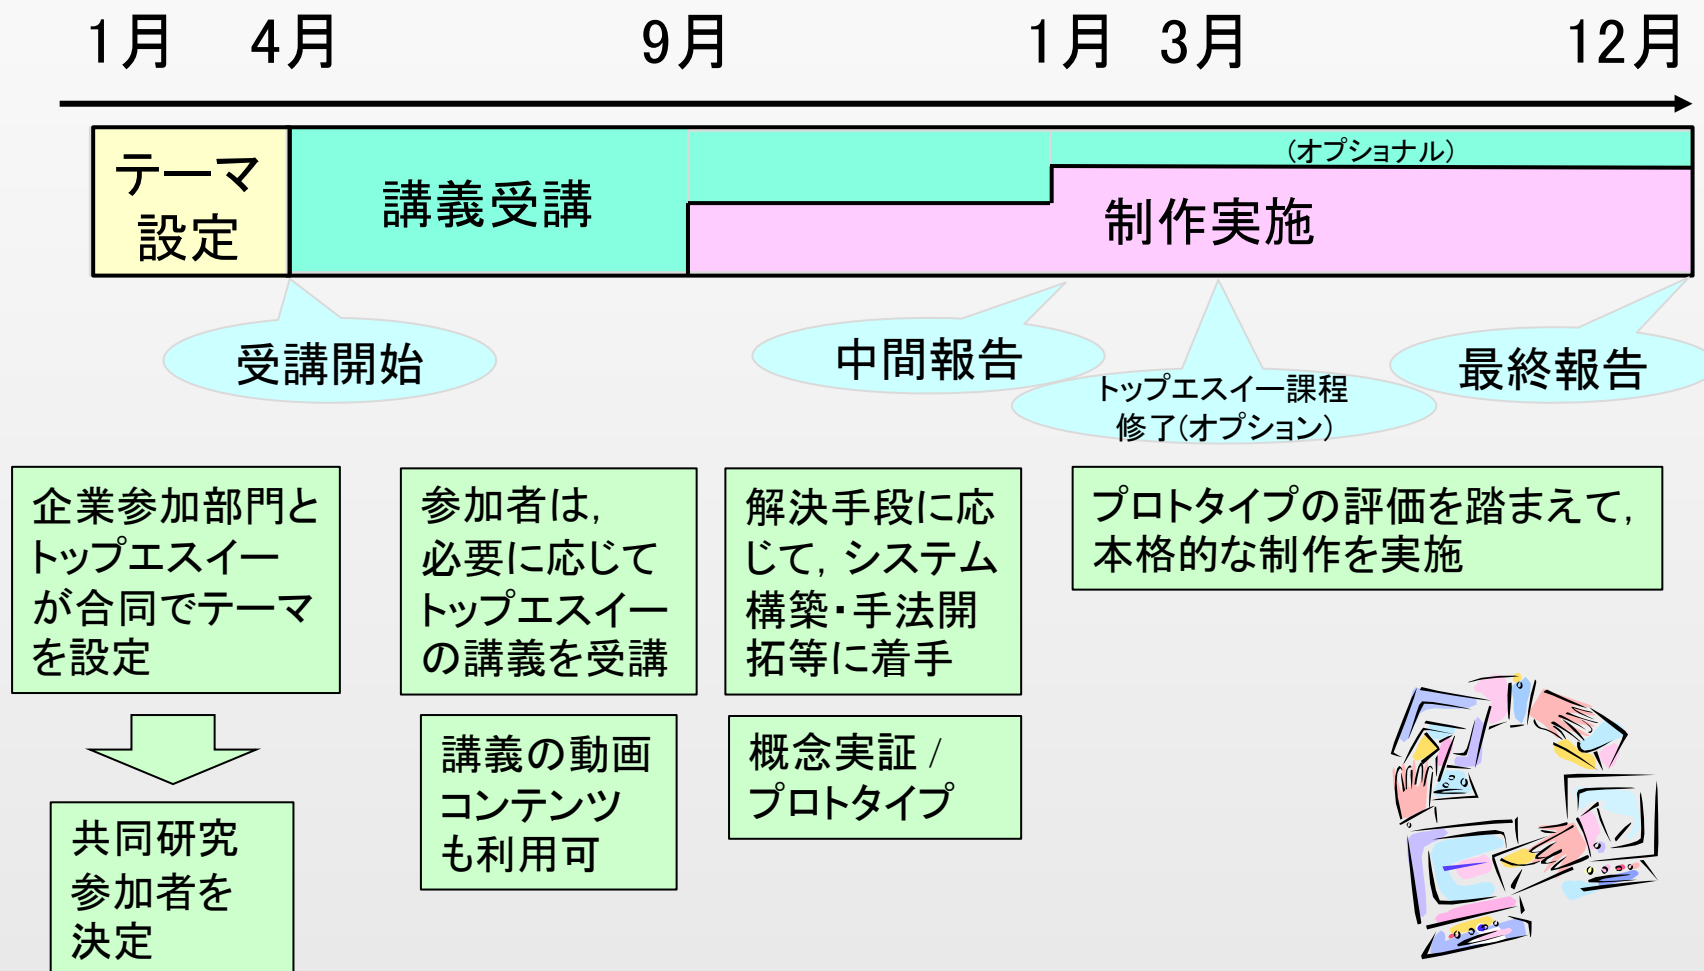 1月 4月 9月 1月 3月 12月
テーマ
設定
講義受講
(オプショナル)
制作実施
受講開始
中間報告
トップエスイー課程
修了(オプション)
最終報告
企業参加部門と
トップエスイー
が合同でテーマ
を設定
共同研究
参加者を
決定
参加者は,
必要に応じて
トップエスイー
の講義を受講
講義の動画
コンテンツ
も利用可
解決手段に応
じて, システム
構築・手法開
拓等に着手
概念実証 /
プロトタイプ
プロトタイプの評価を踏まえて,
本格的な制作を実施